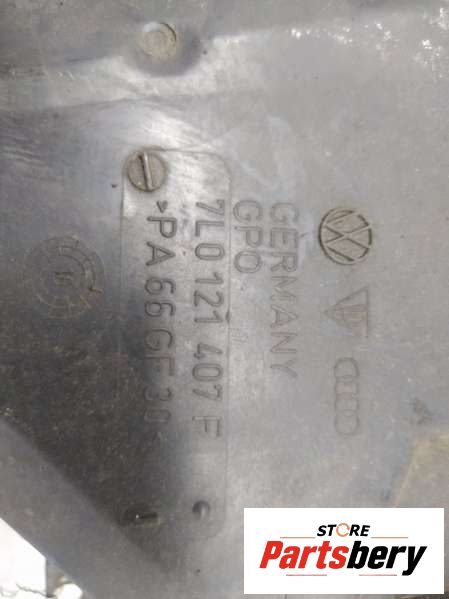 GERMANY
GPO
7L0 121 407 F
>PA 66 GF 30<
STORE
Partsbery